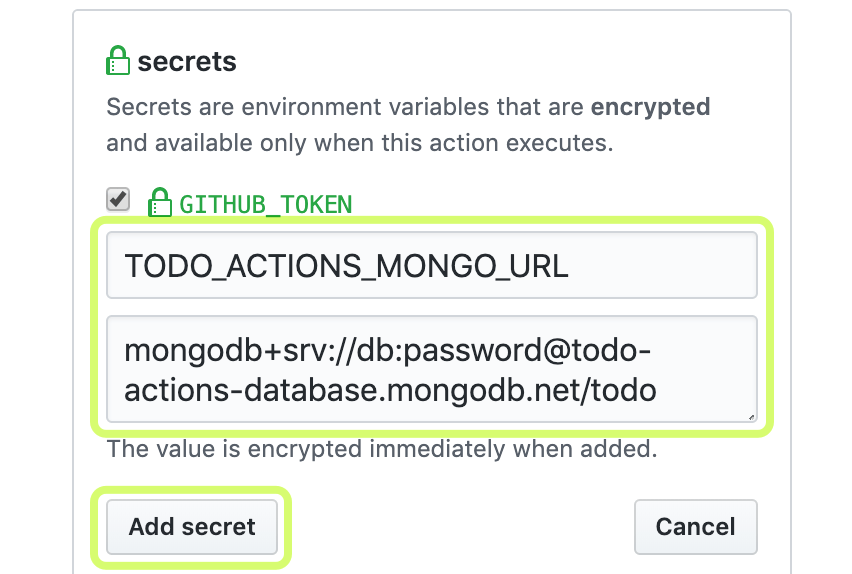 secrets
Secrets are environment variables that are encrypted
and available only when this action executes.
GITHUB_TOKEN
TODO_ACTIONS_MONGO_URL
mongodb+srv://db:password@todo-
actions-database.mongodb.net/todo
The value is encrypted immediately when added.
Add secret
Cancel